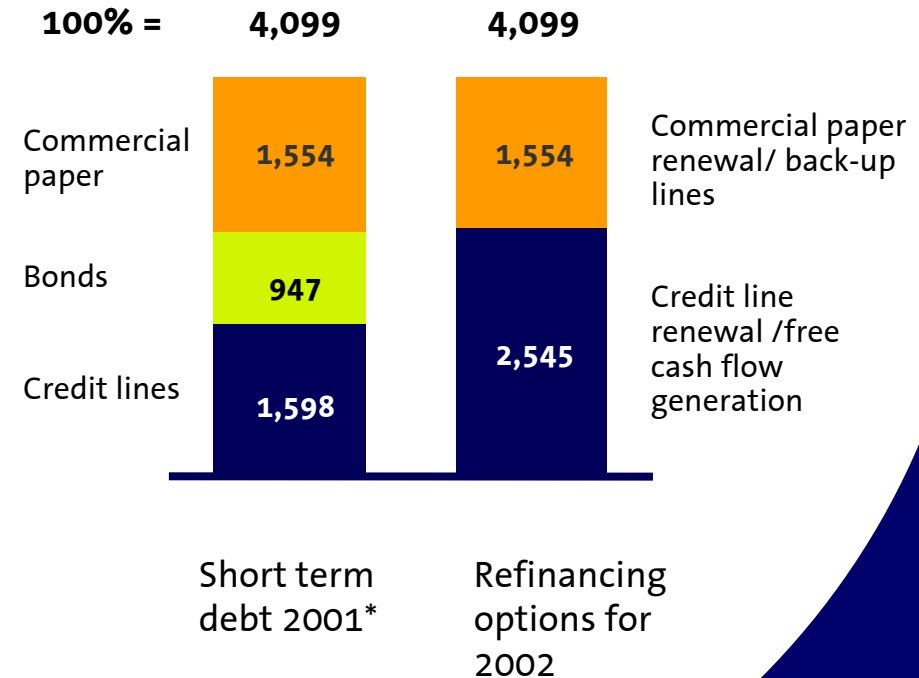 100% =
4,099
4,099
Commercial
paper
1,554
1,554
Commercial paper
renewal/ back-up
lines
Bonds
947
Credit lines
1,598
2,545
Credit line
renewal /free
cash flow
generation
Short term
debt 2001*
Refinancing
options for
2002